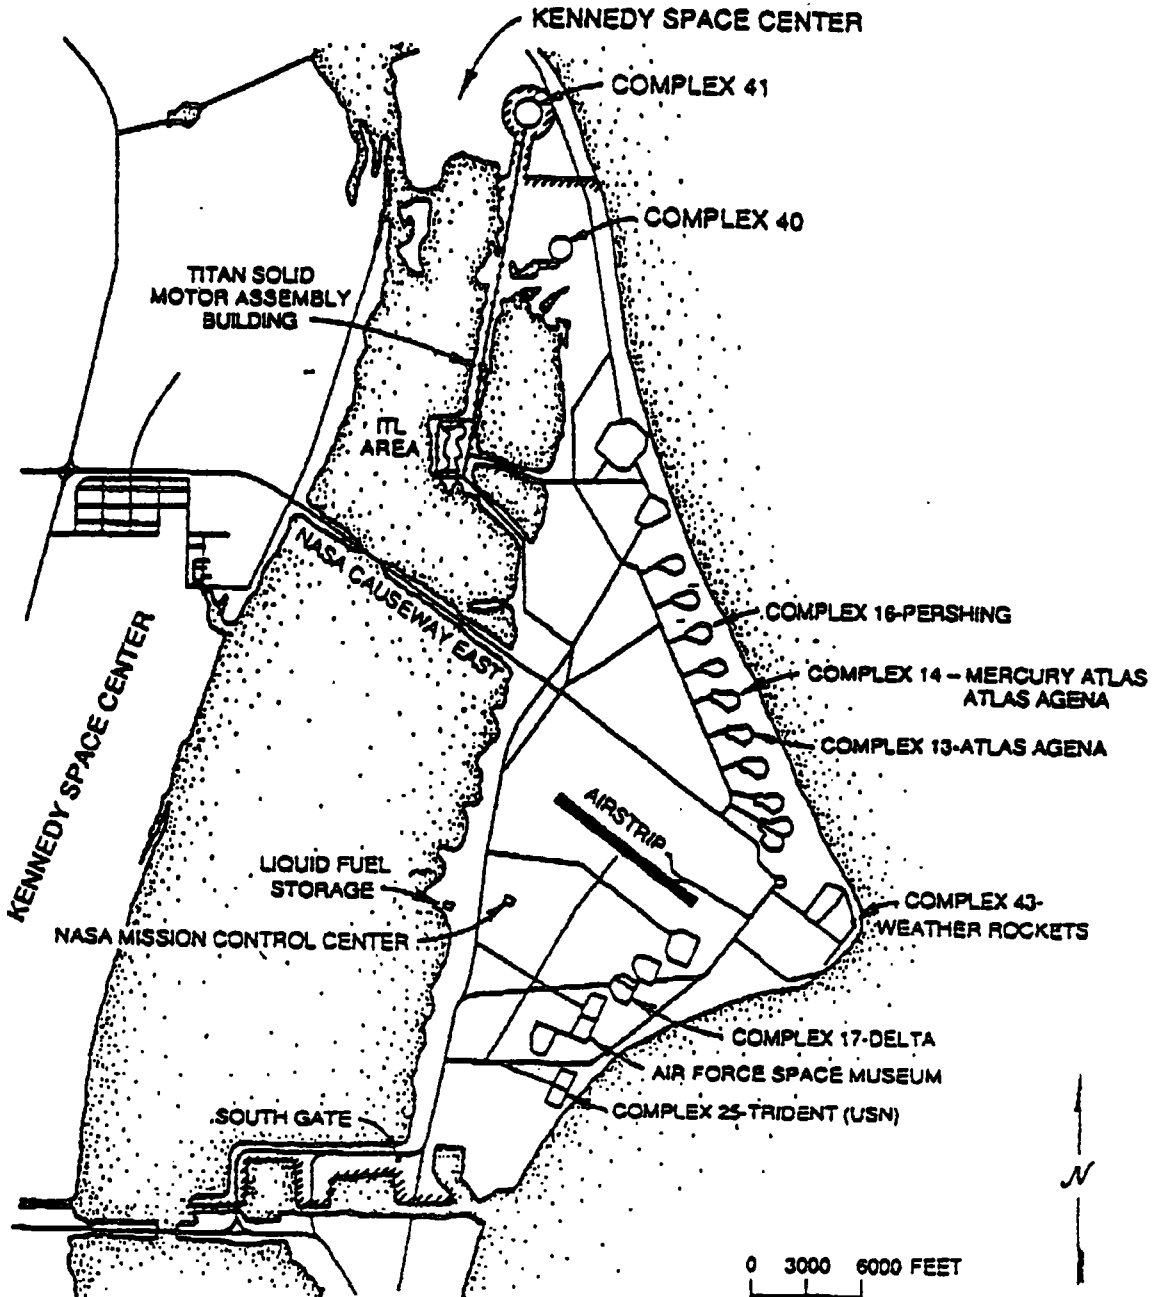 KENNEDY SPACE CENTER
COMPLEX 41
COMPLEX 40
TITAN SOLID
MOTOR ASSEMBLY
BUILDING
ITL
AREA
NASA CAUSEWAY EAST
COMPLEX 16-PERSHING
COMPLEX 14 – MERCURY ATLAS
ATLAS AGENA
COMPLEX 13-ATLAS AGENA
KENNEDY SPACE CENTER
AIRSTRIP
LIQUID FUEL
STORAGE
COMPLEX 43-
WEATHER ROCKETS
NASA MISSION CONTROL CENTER
COMPLEX 17-DELTA
AIR FORCE SPACE MUSEUM
COMPLEX 25-TRIDENT (USN)
SOUTH GATE
N
0 3000 6000 FEET